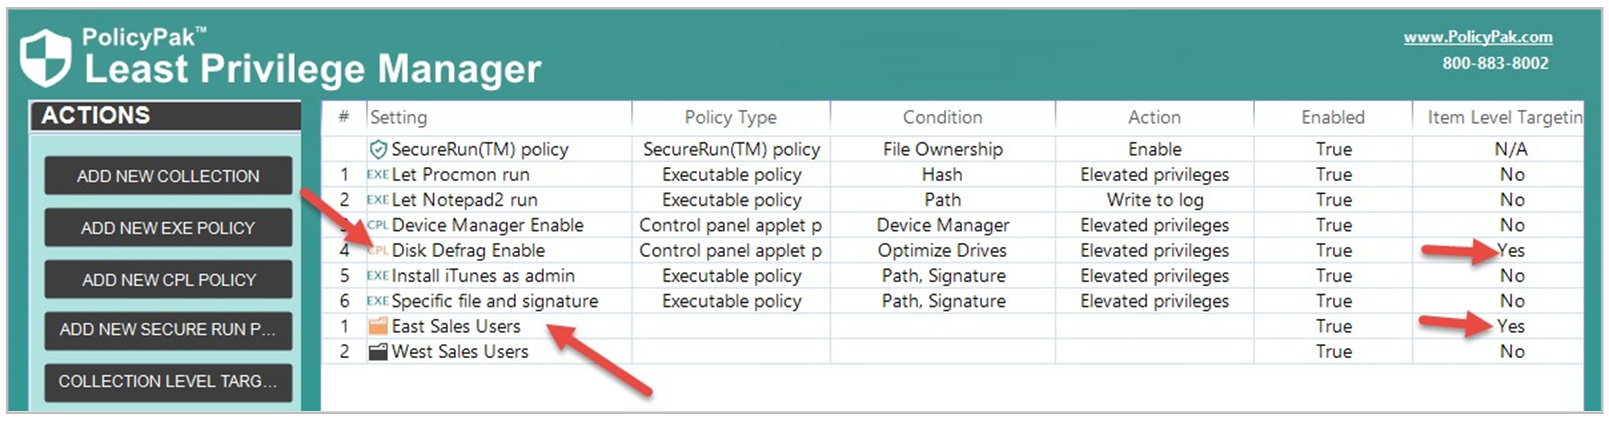 PolicyPak™
Least Privilege Manager
www.PolicyPak.com
800-883-8002
ACTIONS
ADD NEW COLLECTION
ADD NEW EXE POLICY
ADD NEW CPL POLICY
ADD NEW SECURE RUN P...
COLLECTION LEVEL TARG...
# Setting Policy Type Condition Action Enabled Item Level Targetin
SecureRun(TM) policy SecureRun(TM) policy File Ownership Enable True N/A
1 EXE Let Procmon run Executable policy Hash Elevated privileges True No
2 EXE Let Notepad2 run Executable policy Path Write to log True No
3 CPL Device Manager Enable Control panel applet p Device Manager Elevated privileges True No
4 CPL Disk Defrag Enable Control panel applet p Optimize Drives Elevated privileges True Yes
5 EXE Install iTunes as admin Executable policy Path, Signature Elevated privileges True No
6 EXE Specific file and signature Executable policy Path, Signature Elevated privileges True No
1 East Sales Users True Yes
2 West Sales Users True No